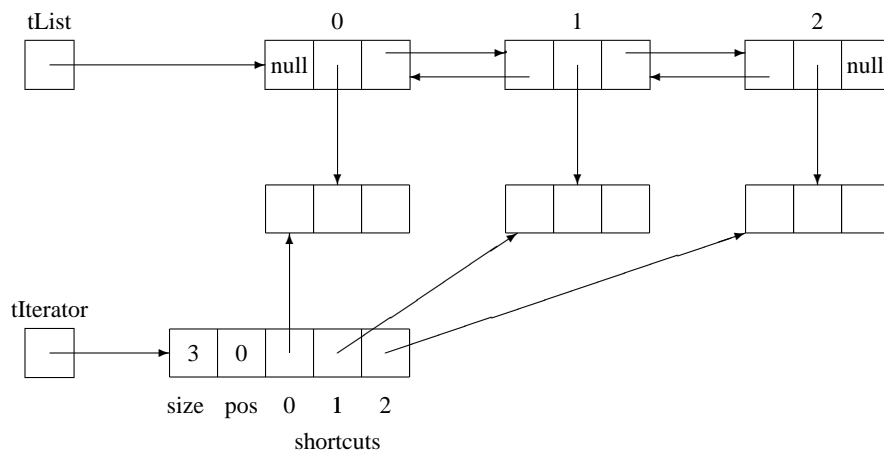 tList 0 1 2
null null
tIterator
3 0
size pos 0 1 2
shortcuts